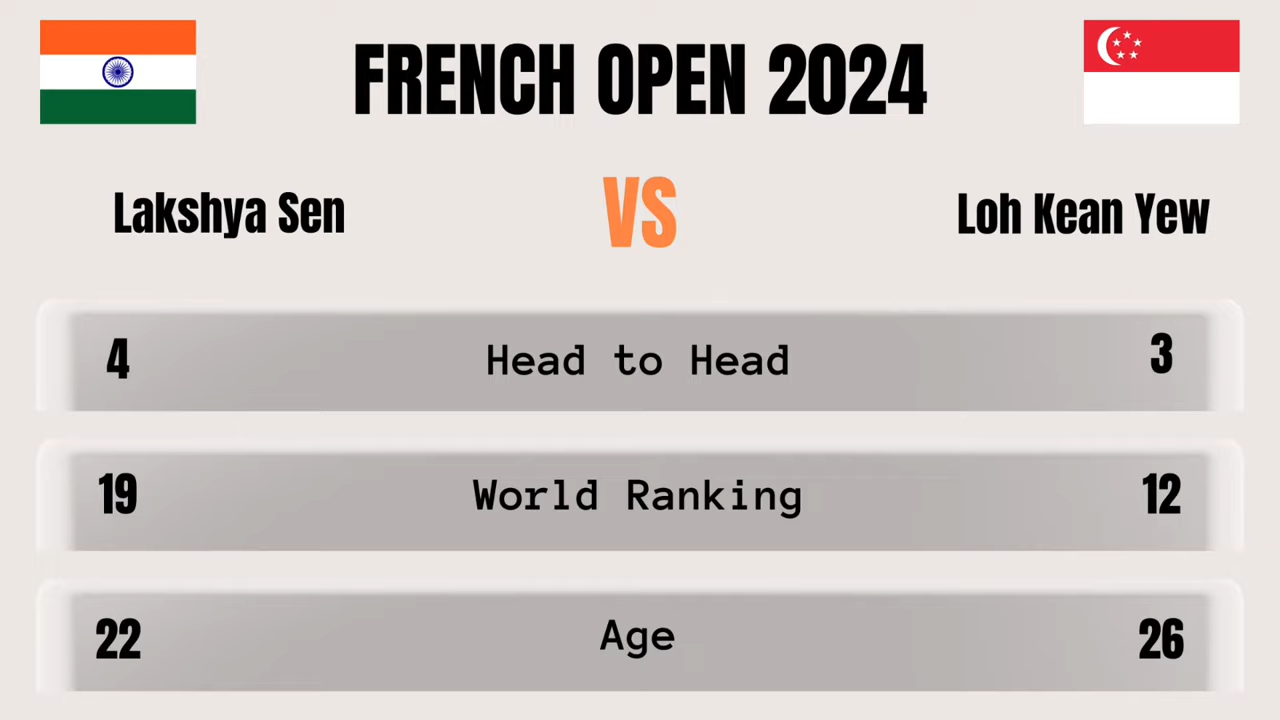 FRENCH OPEN 2024
Lakshya Sen VS Loh Kean Yew
4 Head to Head 3
19 World Ranking 12
22 Age 26